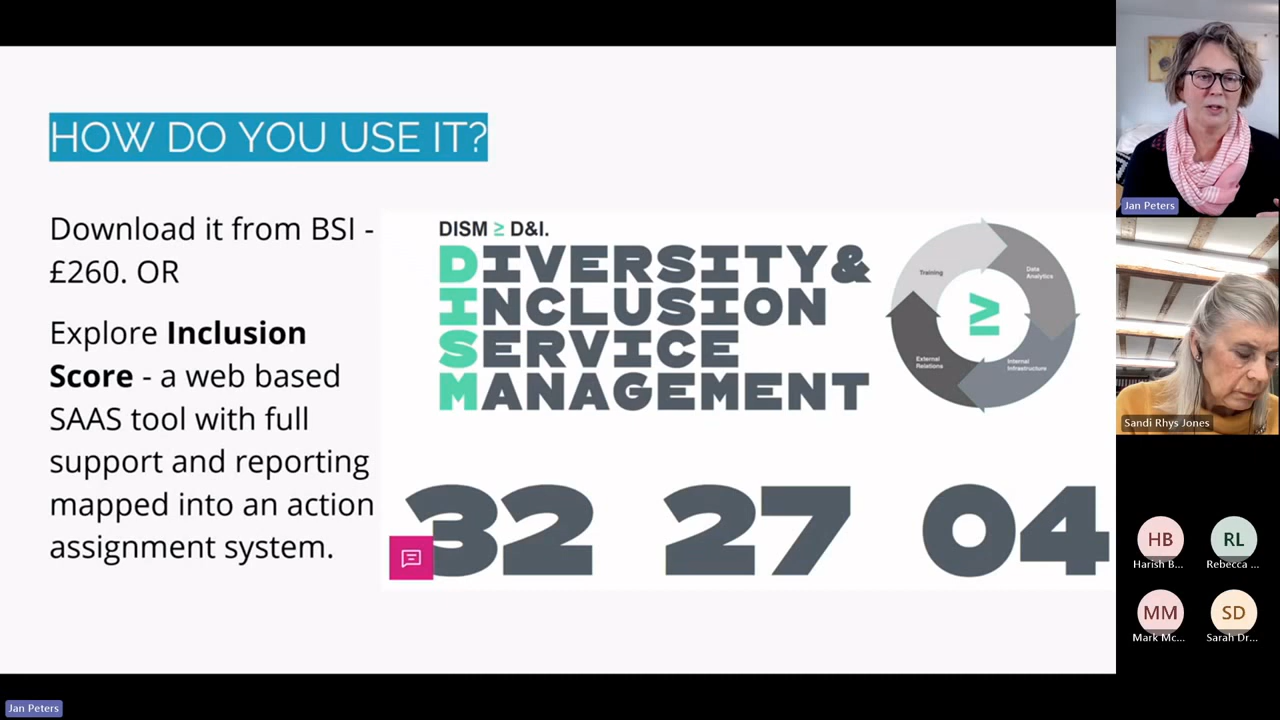 HOW DO YOU USE IT?
Download it from BSI -
£260. OR
Explore Inclusion
Score - a web based
SAAS tool with full
support and reporting
mapped into an action
assignment system.
DISM ≥ D&I.
DIVERSITY&
INCLUSION
SERVICE
MANAGEMENT
Training
Data
Analytics
≥
External
Relations
Internal
Infrastructure
32 27 04
Jan Peters
Sandi Rhys Jones
HB RL
Harish B... Rebecca ...
MM SD
Mark Mc... Sarah Dr...
Jan Peters